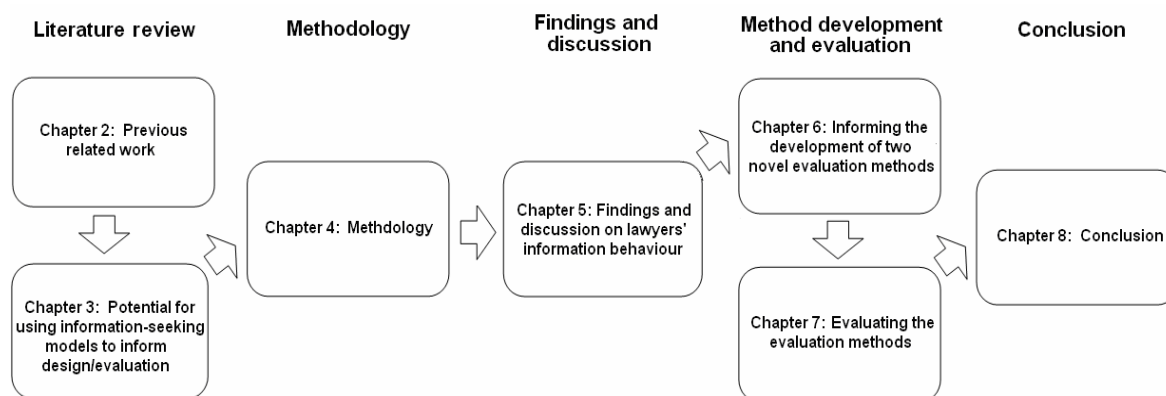 Literature review
Methodology
Findings and
discussion
Method development
and evaluation
Conclusion
Chapter 2: Previous
related work
Chapter 3: Potential for
using information-seeking
models to inform
design/evaluation
Chapter 4: Methdology
Chapter 5: Findings and
discussion on lawyers'
information behaviour
Chapter 6: Informing the
development of two
novel evaluation methods
Chapter 7: Evaluating the
evaluation methods
Chapter 8: Conclusion